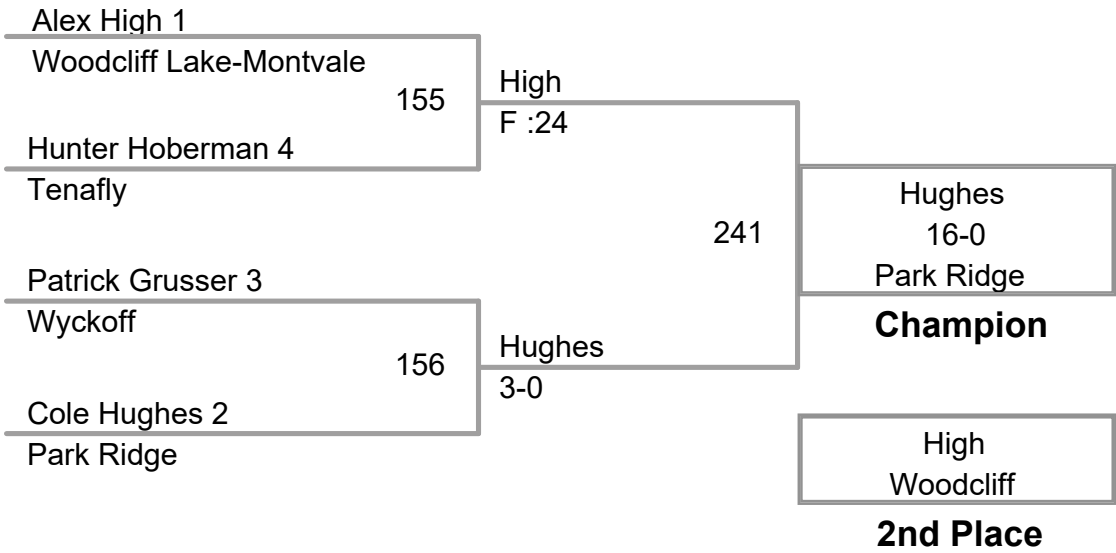 Alex High 1
Woodcliff Lake-Montvale
155
High
F :24
Hunter Hoberman 4
Tenafly
241
Hughes
16-0
Park Ridge
Champion
Patrick Grusser 3
Wyckoff
156
Hughes
3-0
Cole Hughes 2
Park Ridge
High
Woodcliff
2nd Place